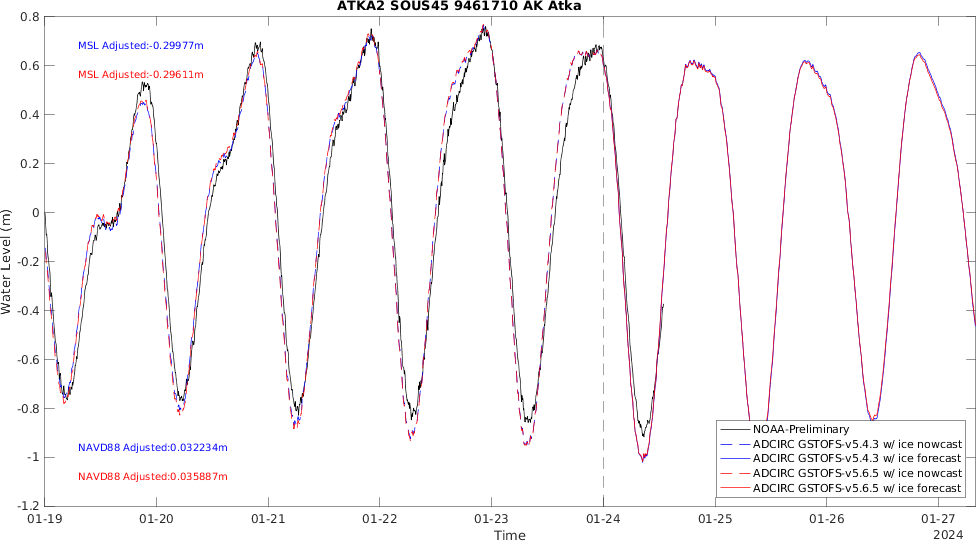 ATKA2 SOUS45 9461710 AK Atka
0.8
0.6
0.4
0.2
0
-0.2
-0.4
-0.6
-0.8
-1
-1.2
Water Level (m)
MSL Adjusted:-0.29977m
MSL Adjusted:-0.29611m
NAVD88 Adjusted:0.032234m
NAVD88 Adjusted:0.035887m
NOAA-Preliminary
ADCIRC GSTOFS-v5.4.3 w/ ice nowcast
ADCIRC GSTOFS-v5.4.3 w/ ice forecast
ADCIRC GSTOFS-v5.6.5 w/ ice nowcast
ADCIRC GSTOFS-v5.6.5 w/ ice forecast
01-19 01-20 01-21 01-22 01-23 01-24 01-25 01-26 01-27
Time
2024